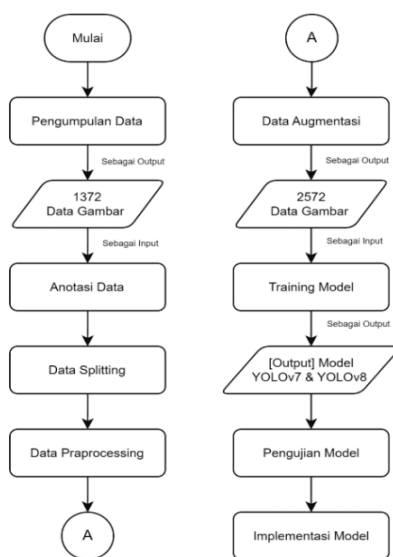 Mulai
Pengumpulan Data
Sebagai Output
1372
Data Gambar
Sebagai Input
Anotasi Data
Data Splitting
Data Praprocessing
A
A
Data Augmentasi
Sebagai Output
2572
Data Gambar
Sebagai Input
Training Model
Sebagai Output
[Output] Model
YOLOv7 & YOLOv8
Pengujian Model
Implementasi Model